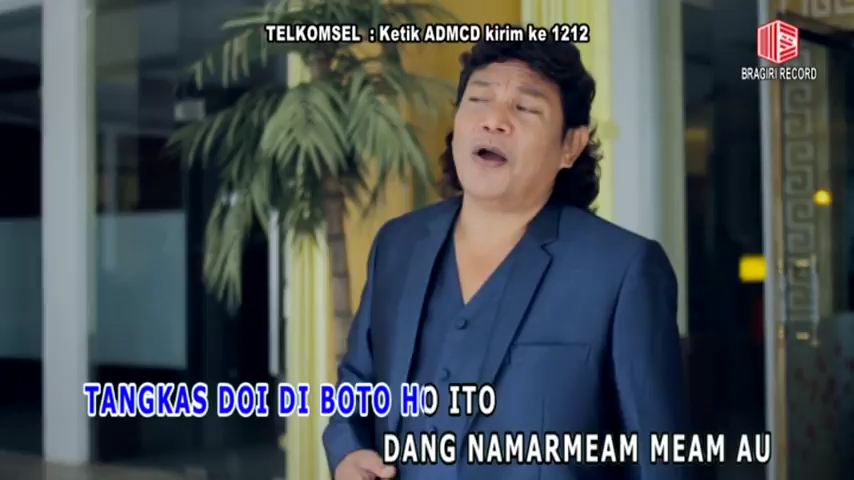 TELKOMSEL : Ketik ADMCD kirim ke 1212
BRAGIRI RECORD
TANGKAS DOI DI BOTO HO ITO
DANG NAMARMEAM MEAM AU